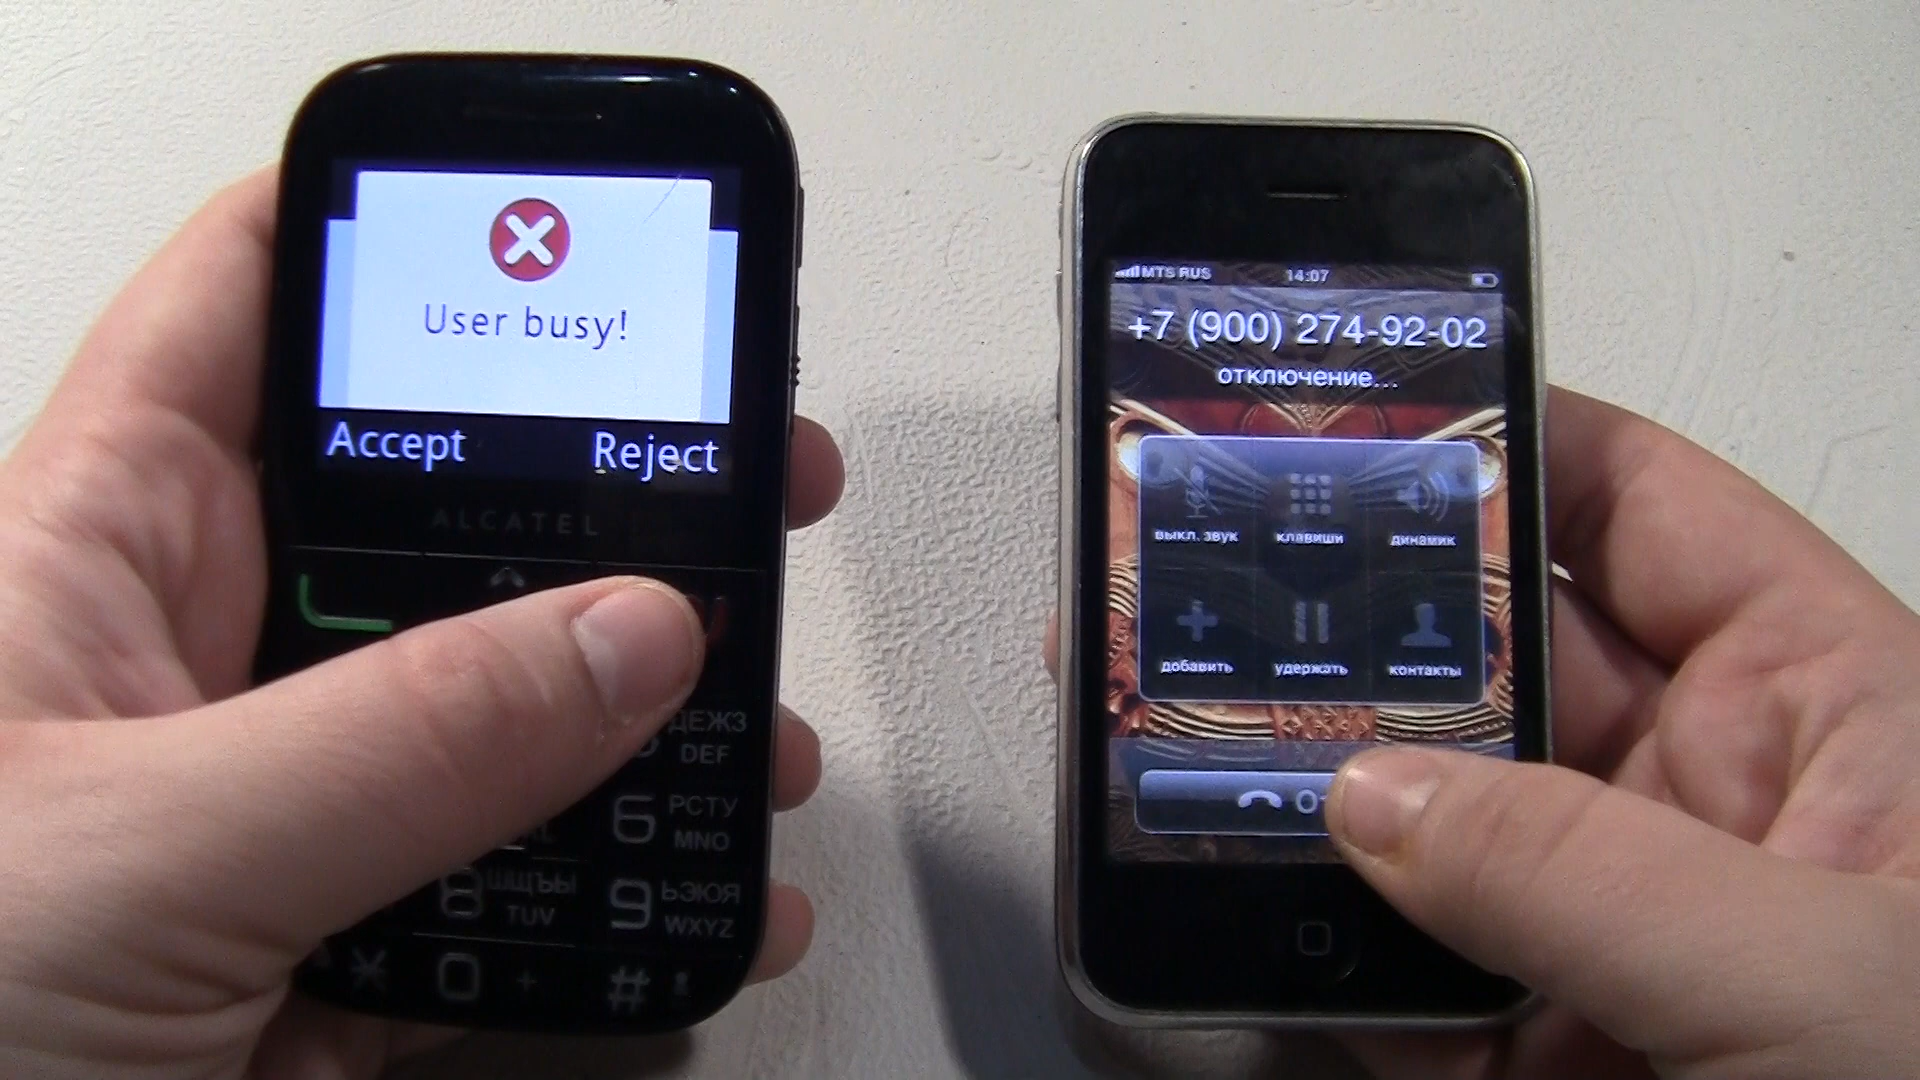 User busy!
Accept Reject
ALCATEL
ДЕЖЗ
DEF
6 РСТУ
MNO
8 ШЩЪЫ
TUV
9 ЬЭЮЯ
WXYZ
* 0 + #
MTS RUS 14:07
+7 (900) 274-92-02
отключение...
выкл. звук клавиши динамик
добавить удержать контакты